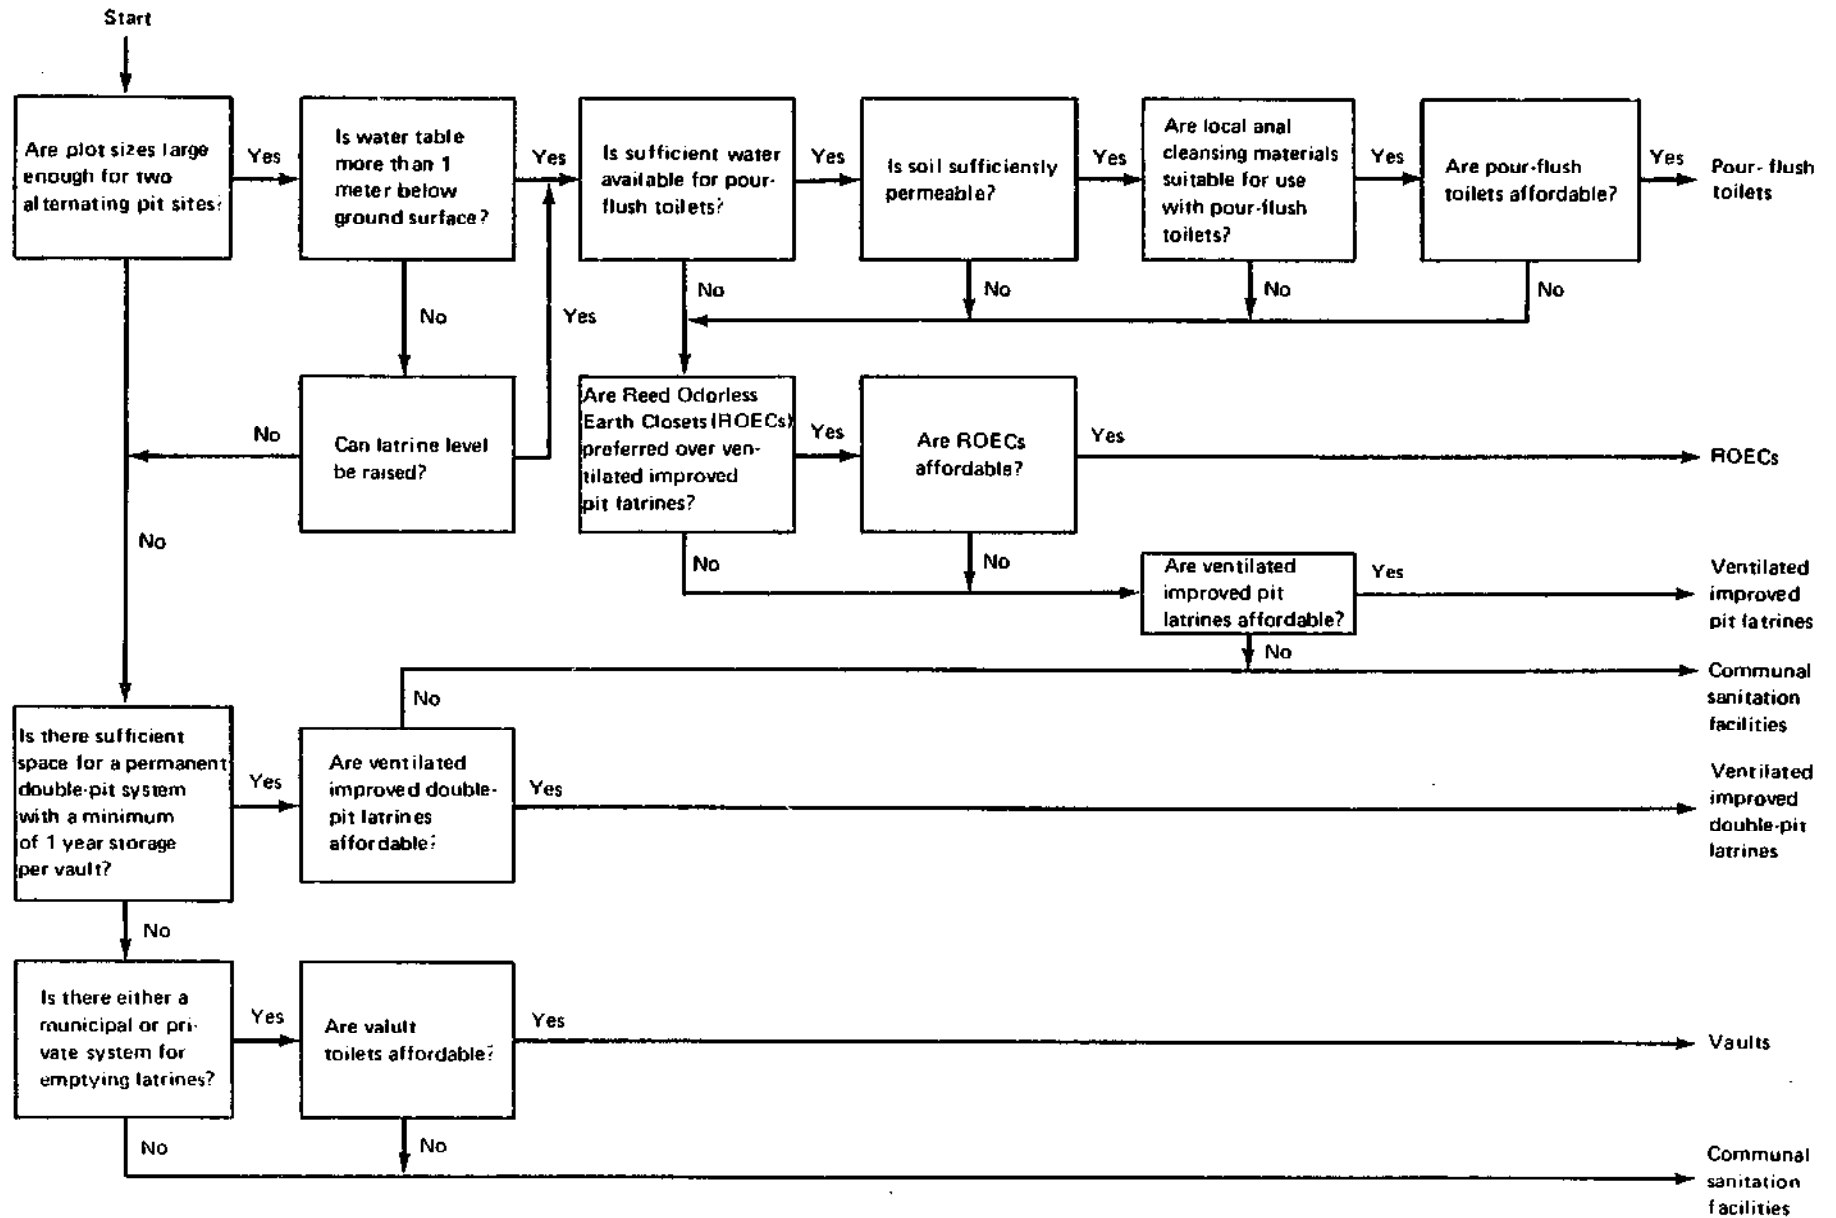 Start
Are plot sizes large
enough for two
alternating pit sites?
Yes
Is water table
more than 1
meter below
ground surface?
Yes
Is sufficient water
available for pour-
flush toilets?
Yes
Is soil sufficiently
permeable?
Yes
Are local anal
cleansing materials
suitable for use
with pour-flush
toilets?
Yes
Are pour-flush
toilets affordable?
Yes
Pour-flush
toilets
No
Yes
No
No
No
No
No
Can latrine level
be raised?
Are Reed Odorless
Earth Closets (ROECs)
preferred over ven-
tilated improved
pit latrines?
Yes
Are ROECs
affordable?
Yes
ROECs
No
No
No
Are ventilated
improved pit
latrines affordable?
Yes
Ventilated
improved
pit latrines
No
Communal
sanitation
facilities
No
Is there sufficient
space for a permanent
double-pit system
with a minimum
of 1 year storage
per vault?
Yes
Are ventilated
improved double-
pit latrines
affordable?
Yes
Ventilated
improved
double-pit
latrines
No
Is there either a
municipal or pri-
vate system for
emptying latrines?
Yes
Are valult
toilets affordable?
Yes
Vaults
No
No
Communal
sanitation
facilities